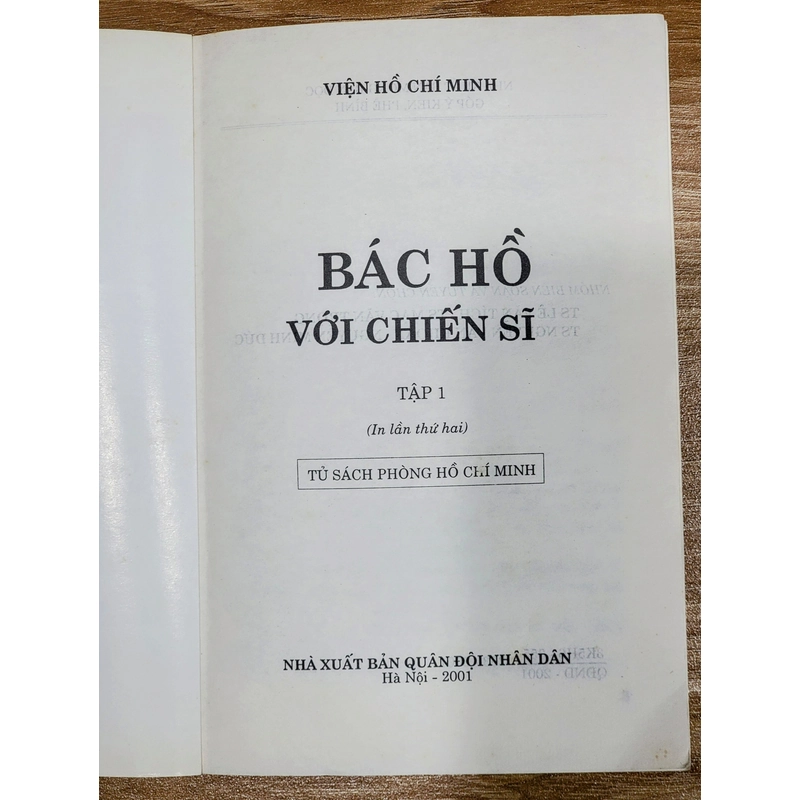 VIỆN HỒ CHÍ MINH
BÁC HỒ
VỚI CHIẾN SĨ
TẬP 1
(In lần thứ hai)
TỦ SÁCH PHÒNG HỒ CHÍ MINH
NHÀ XUẤT BẢN QUÂN ĐỘI NHÂN DÂN
Hà Nội - 2001